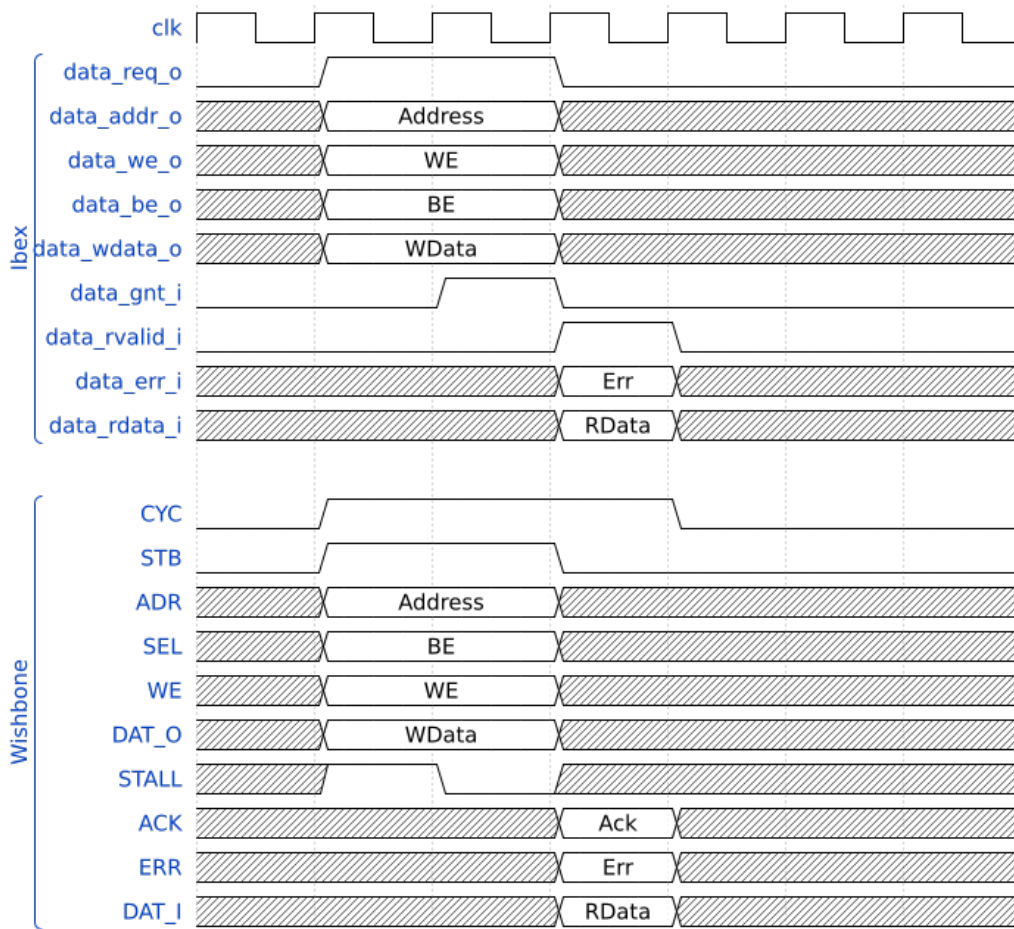 clk
Ibex
data_req_o
data_addr_o Address
data_we_o WE
data_be_o BE
data_wdata_o WData
data_gnt_i
data_rvalid_i
data_err_i Err
data_rdata_i RData
Wishbone
CYC
STB
ADR Address
SEL BE
WE WE
DAT_O WData
STALL
ACK Ack
ERR Err
DAT_I RData